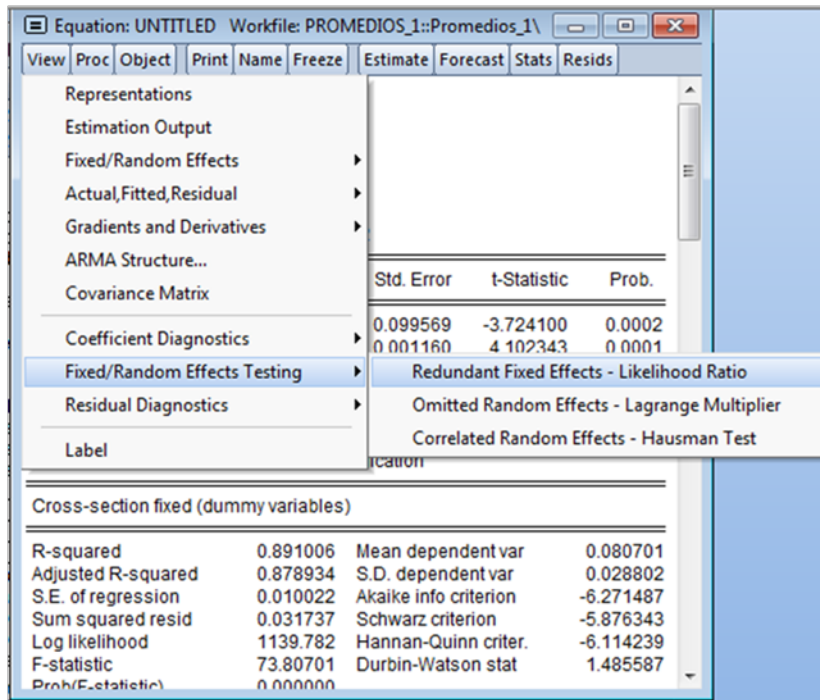 Equation: UNTITLED Workfile: PROMEDIOS_1::Promedios_1\
View Proc Object Print Name Freeze Estimate Forecast Stats Resids
Representations
Estimation Output
Fixed/Random Effects
Actual,Fitted,Residual
Gradients and Derivatives
ARMA Structure...
Covariance Matrix
Coefficient Diagnostics
Fixed/Random Effects Testing
Residual Diagnostics
Label
Std. Error t-Statistic Prob.
0.099569 -3.724100 0.0002
0.001160 4.102343 0.0001
Redundant Fixed Effects - Likelihood Ratio
Omitted Random Effects - Lagrange Multiplier
Correlated Random Effects - Hausman Test
Cross-section fixed (dummy variables)
R-squared 0.891006 Mean dependent var 0.080701
Adjusted R-squared 0.878934 S.D. dependent var 0.028802
S.E. of regression 0.010022 Akaike info criterion -6.271487
Sum squared resid 0.031737 Schwarz criterion -5.876343
Log likelihood 1139.782 Hannan-Quinn criter. -6.114239
F-statistic 73.80701 Durbin-Watson stat 1.485587
Prob(F-statistic) 0.000000